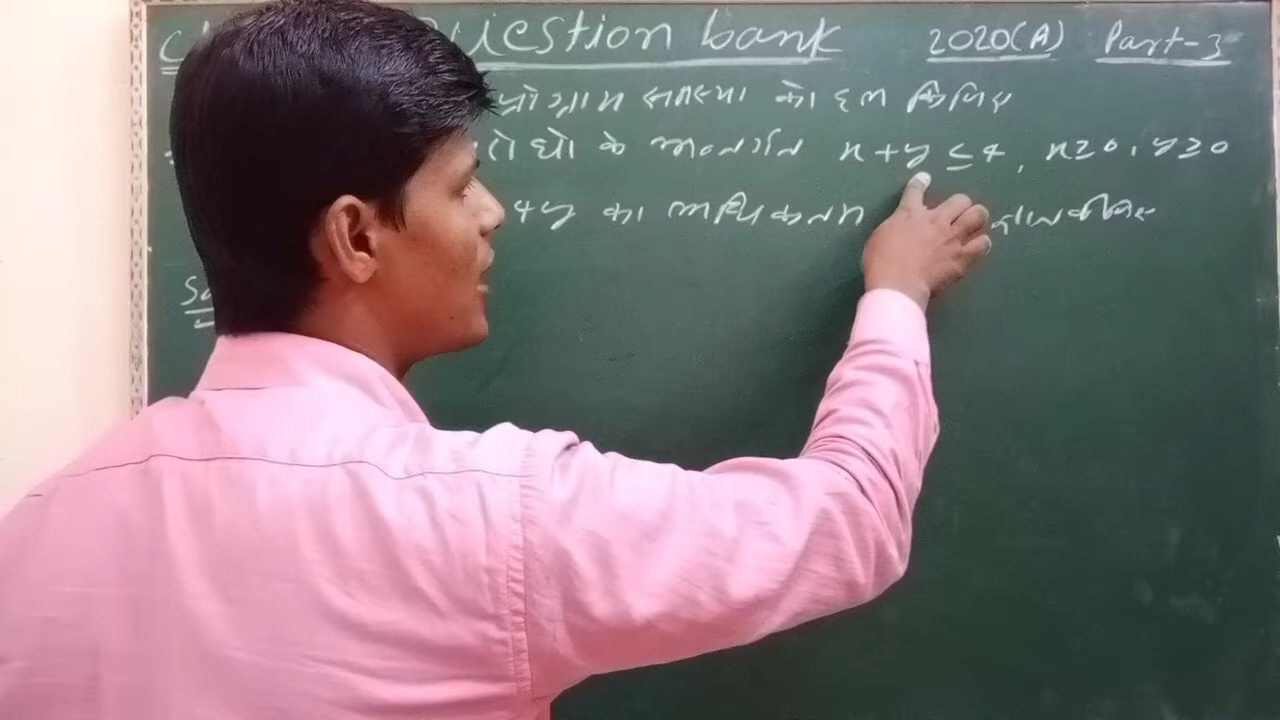 Question bank 2020(A) Part-3
प्रोग्राम समस्या को हल कीजिए
रोधो के अन्तर्गत x + y ≤ 4, x ≥ 0, y ≥ 0
4y का अधिकतम ज्ञात कीजिए